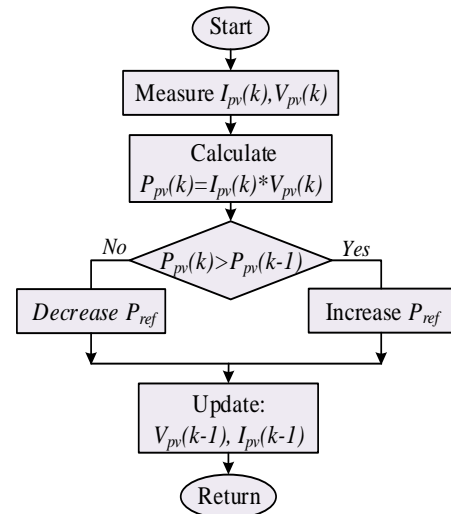 Start
Measure I_pv(k),V_pv(k)
Calculate
P_pv(k)=I_pv(k)*V_pv(k)
No
P_pv(k)>P_pv(k-1)
Yes
Decrease P_ref
Increase P_ref
Update:
V_pv(k-1), I_pv(k-1)
Return